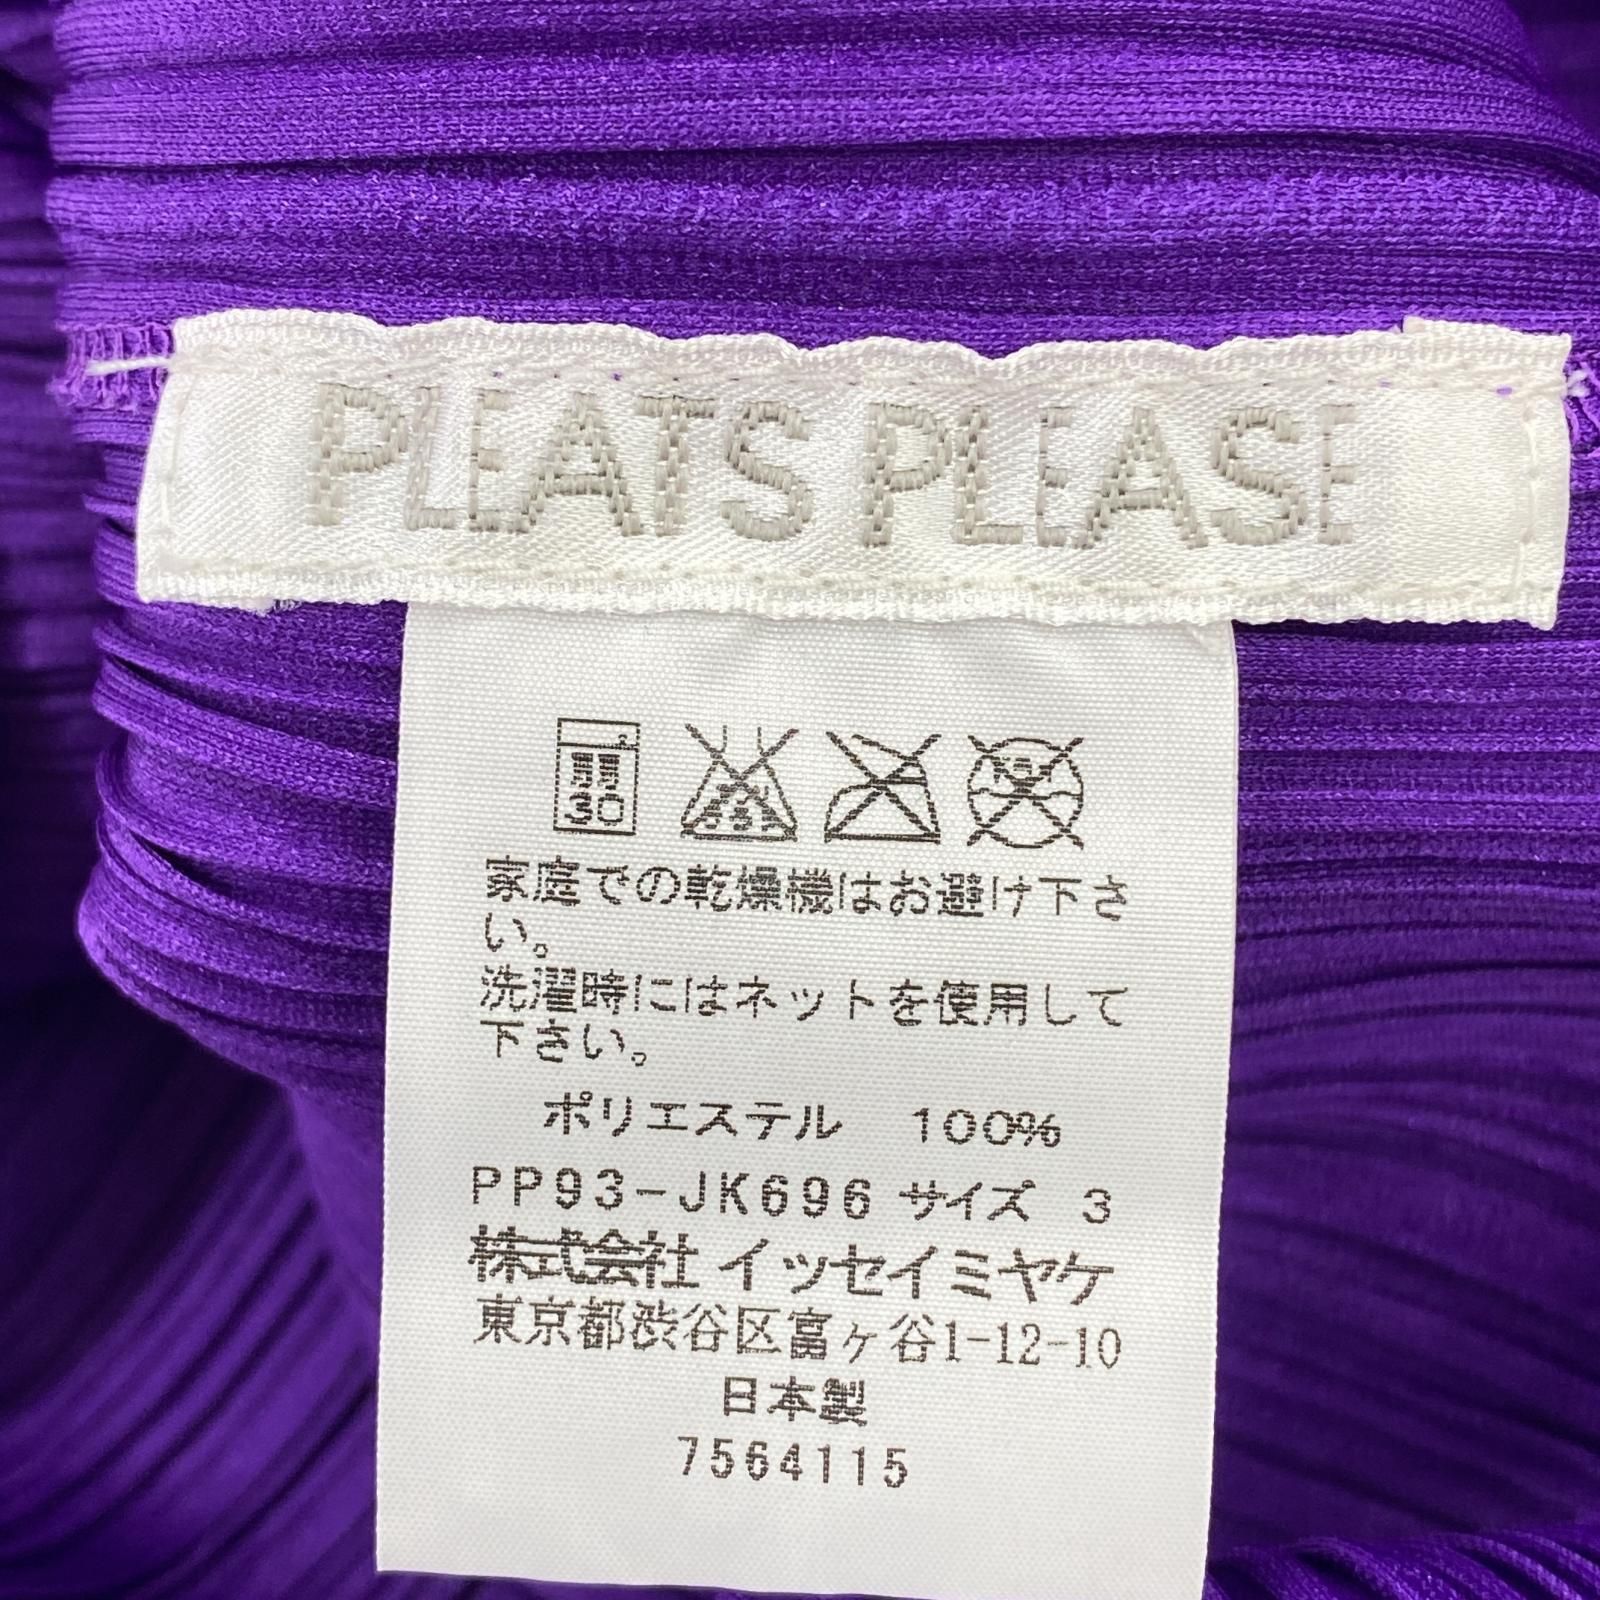 PLEATS PLEASE
30
家庭での乾燥機はお避け下さ
い。
洗濯時にはネットを使用して
下さい。
ポリエステル 100%
PP93-JK696 サイズ 3
株式会社 イッセイミヤケ
東京都渋谷区富ヶ谷1-12-10
日本製
7564115